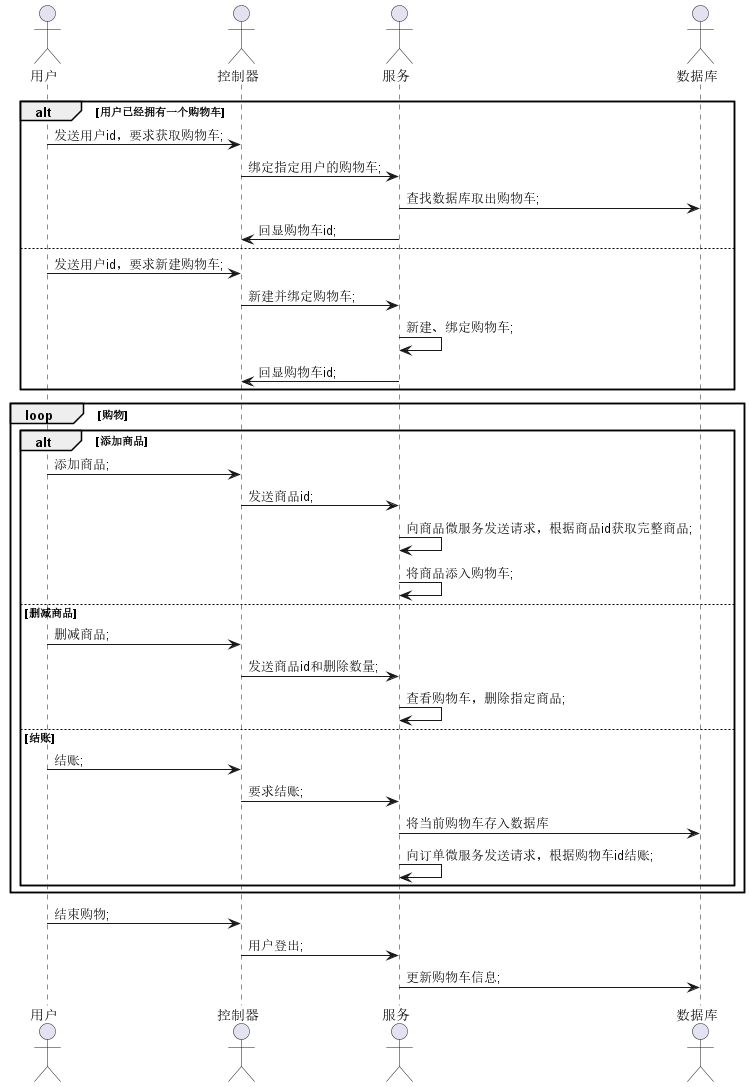 用户 控制器 服务 数据库
alt [用户已经拥有一个购物车]
发送用户id，要求获取购物车;
绑定指定用户的购物车;
查找数据库取出购物车;
回显购物车id;
发送用户id，要求新建购物车;
新建并绑定购物车;
新建、绑定购物车;
回显购物车id;
loop [购物]
alt [添加商品]
添加商品;
发送商品id;
向商品微服务发送请求，根据商品id获取完整商品;
将商品添入购物车;
[删减商品]
删减商品;
发送商品id和删除数量;
查看购物车，删除指定商品;
[结账]
结账;
要求结账;
将当前购物车存入数据库
向订单微服务发送请求，根据购物车id结账;
结束购物;
用户登出;
更新购物车信息;
用户 控制器 服务 数据库